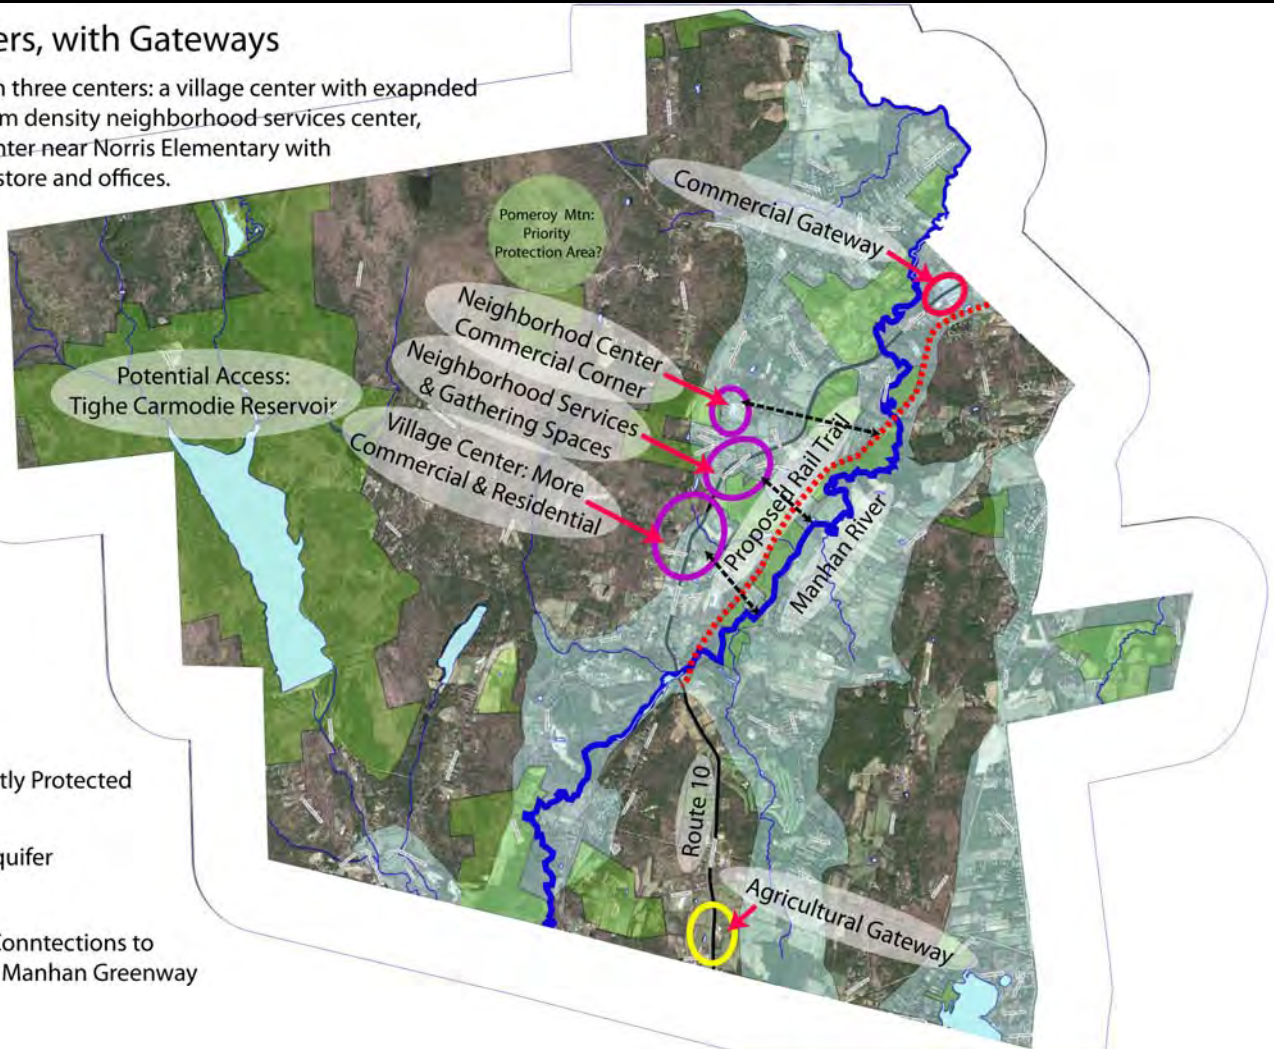 ers, with Gateways
n three centers: a village center with exapnded
m density neighborhood services center,
nter near Norris Elementary with
store and offices.
Commercial Gateway
Pomeroy Mtn:
Priority
Protection Area?
Neighborhod Center
Commercial Corner
Neighborhood Services
& Gathering Spaces
Potential Access:
Tighe Carmodie Reservoir
Village Center: More
Commercial & Residential
Proposed Rail Trail
Manhan River
Route 10
tly Protected
quifer
Agricultural Gateway
Conntections to
Manhan Greenway